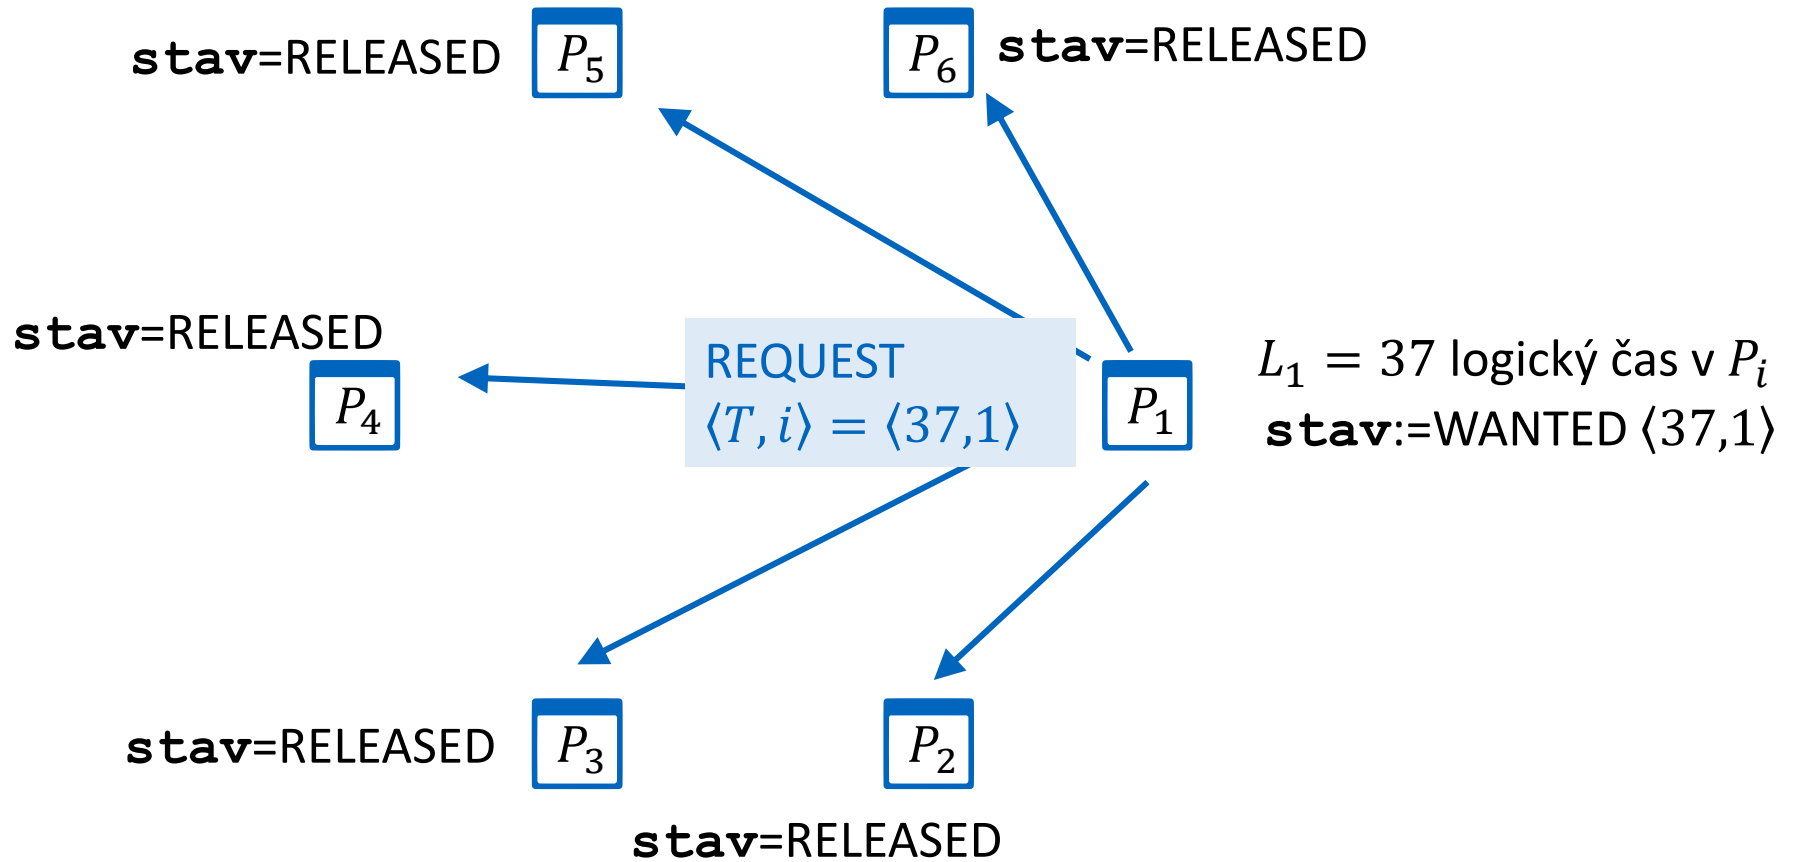 stav=RELEASED
P₅
P₆
stav=RELEASED
stav=RELEASED
P₄
REQUEST
⟨T, i⟩ = ⟨37,1⟩
P₁
L₁ = 37 logický čas v Pᵢ
stav:=WANTED ⟨37,1⟩
stav=RELEASED
P₃
P₂
stav=RELEASED